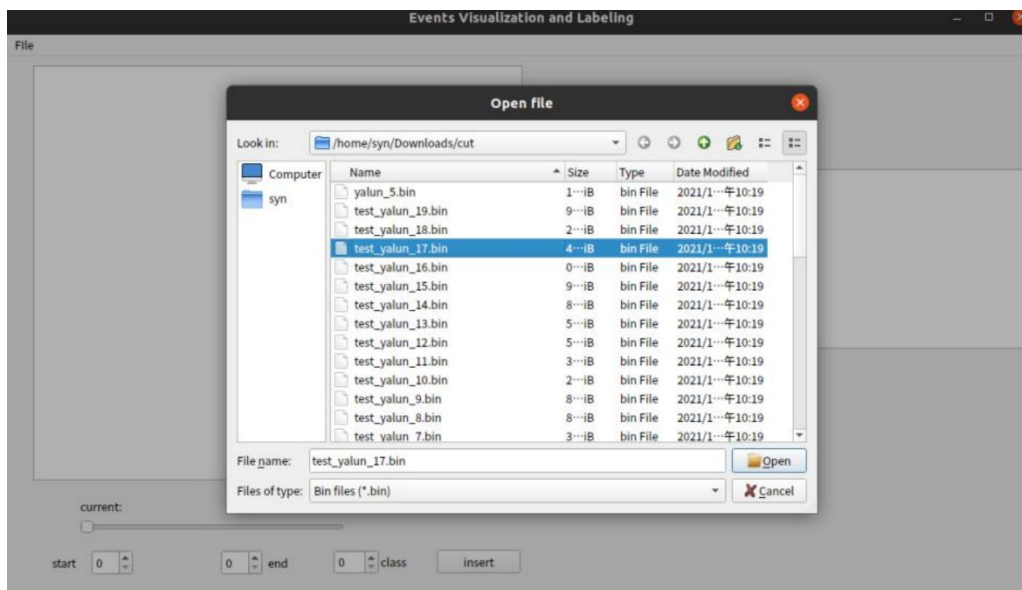 Events Visualization and Labeling
File
Open file
Look in: /home/syn/Downloads/cut
Computer
syn
Name Size Type Date Modified
yalun_5.bin 1···iB bin File 2021/1···午10:19
test_yalun_19.bin 9···iB bin File 2021/1···午10:19
test_yalun_18.bin 2···iB bin File 2021/1···午10:19
test_yalun_17.bin 4···iB bin File 2021/1···午10:19
test_yalun_16.bin 0···iB bin File 2021/1···午10:19
test_yalun_15.bin 9···iB bin File 2021/1···午10:19
test_yalun_14.bin 8···iB bin File 2021/1···午10:19
test_yalun_13.bin 5···iB bin File 2021/1···午10:19
test_yalun_12.bin 5···iB bin File 2021/1···午10:19
test_yalun_11.bin 3···iB bin File 2021/1···午10:19
test_yalun_10.bin 2···iB bin File 2021/1···午10:19
test_yalun_9.bin 8···iB bin File 2021/1···午10:19
test_yalun_8.bin 8···iB bin File 2021/1···午10:19
test_yalun_7.bin 3···iB bin File 2021/1···午10:19
File name: test_yalun_17.bin Open
Files of type: Bin files (*.bin) Cancel
current:
start 0 0 end 0 class insert